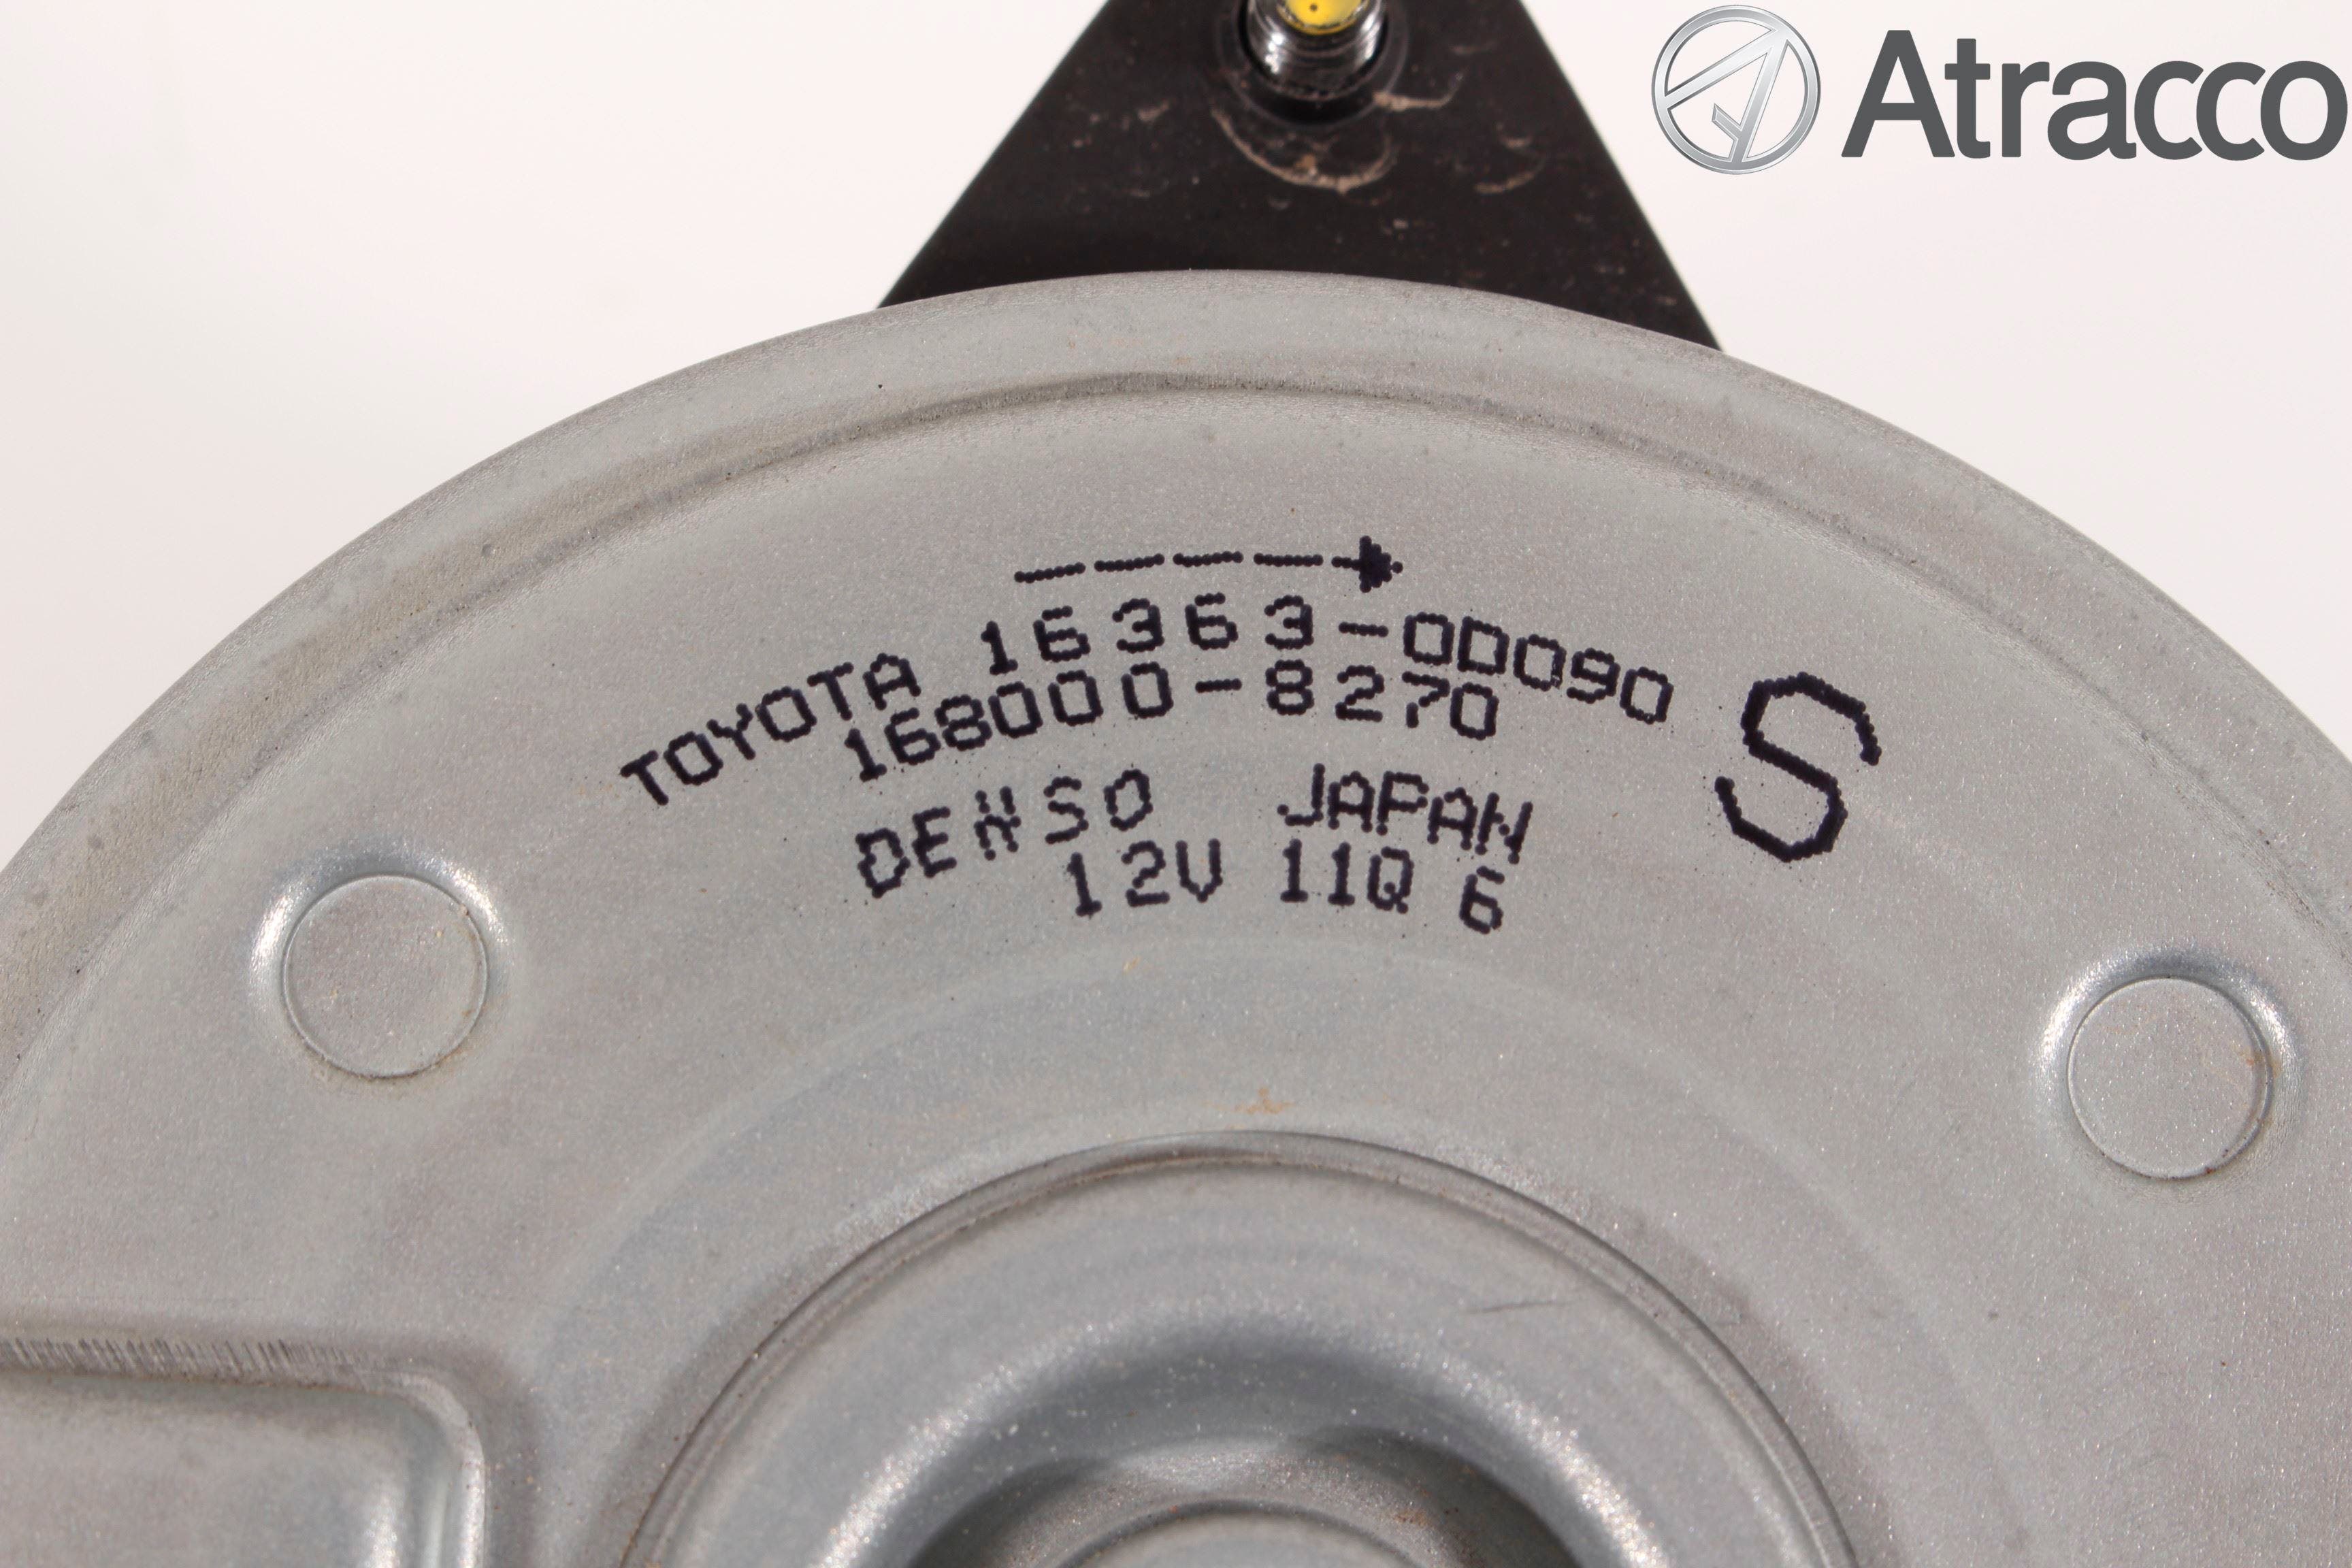 Atracco
TOYOTA 16363-0D090
168000-8270
S
DENSO JAPAN
12V 11Q 6